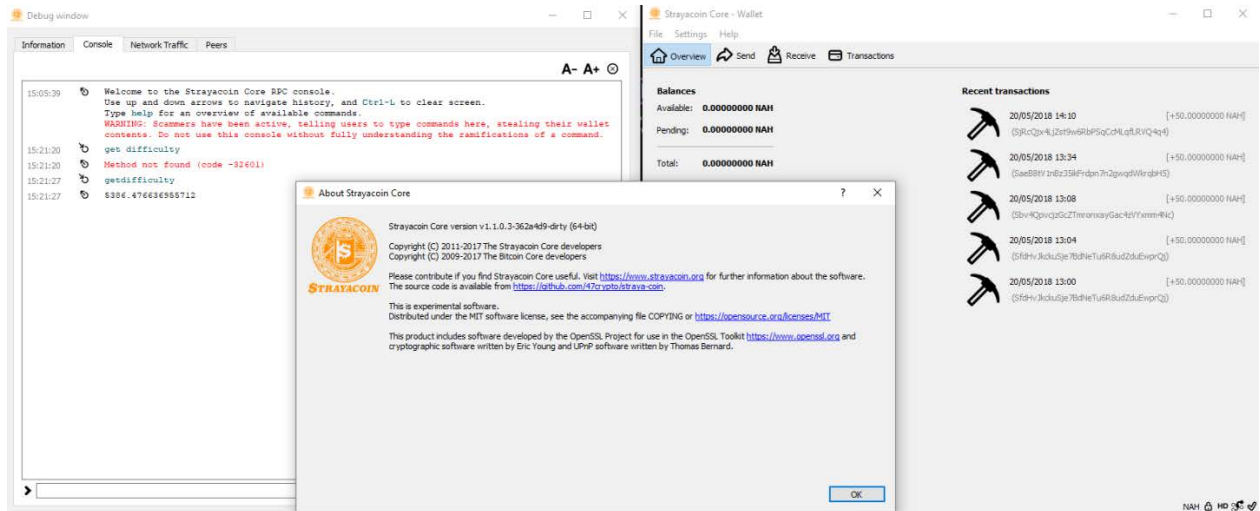 Debug window
Information Console Network Traffic Peers
A- A+
15:05:39 Welcome to the Strayacoin Core RPC console.
Use up and down arrows to navigate history, and Ctrl-L to clear screen.
Type help for an overview of available commands.
WARNING: Scammers have been active, telling users to type commands here, stealing their wallet
contents. Do not use this console without fully understanding the ramifications of a command.
15:21:20 get difficulty
15:21:20 Method not found (code -32601)
15:21:27 getdifficulty
15:21:27 5386.476636955712
Strayacoin Core - Wallet
File Settings Help
Overview Send Receive Transactions
Balances
Available: 0.00000000 NAH
Pending: 0.00000000 NAH
Total: 0.00000000 NAH
Recent transactions
20/05/2018 14:10 [+50.00000000 NAH]
20/05/2018 13:34 [+50.00000000 NAH]
20/05/2018 13:08 [+50.00000000 NAH]
20/05/2018 13:04 [+50.00000000 NAH]
20/05/2018 13:00 [+50.00000000 NAH]
NAH HD
About Strayacoin Core
STRAYACOIN
Strayacoin Core version v1.1.0.3-362a4d9-dirty (64-bit)
Copyright (C) 2011-2017 The Strayacoin Core developers
Copyright (C) 2009-2017 The Bitcoin Core developers
Please contribute if you find Strayacoin Core useful. Visit https://www.strayacoin.org for further information about the software.
The source code is available from https://github.com/47crypto/straya-coin.
This is experimental software.
Distributed under the MIT software license, see the accompanying file COPYING or https://opensource.org/licenses/MIT
This product includes software developed by the OpenSSL Project for use in the OpenSSL Toolkit https://www.openssl.org and
cryptographic software written by Eric Young and UPnP software written by Thomas Bernard.
OK